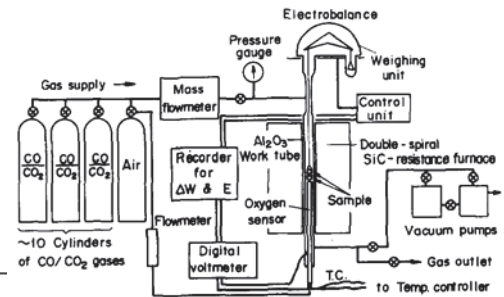 Electrobalance
Pressure
gauge
Weighing
unit
Gas supply
Mass
flowmeter
Control
unit
CO
CO₂
CO
CO₂
CO
CO₂
Air
Al₂O₃
Work tube
Double-spiral
SiC-resistance furnace
Recorder
for
ΔW & E
Sample
Oxygen
sensor
Flowmeter
~10 Cylinders
of CO/CO₂ gases
Digital
voltmeter
Vacuum pumps
Gas outlet
T.C.
to Temp. controller